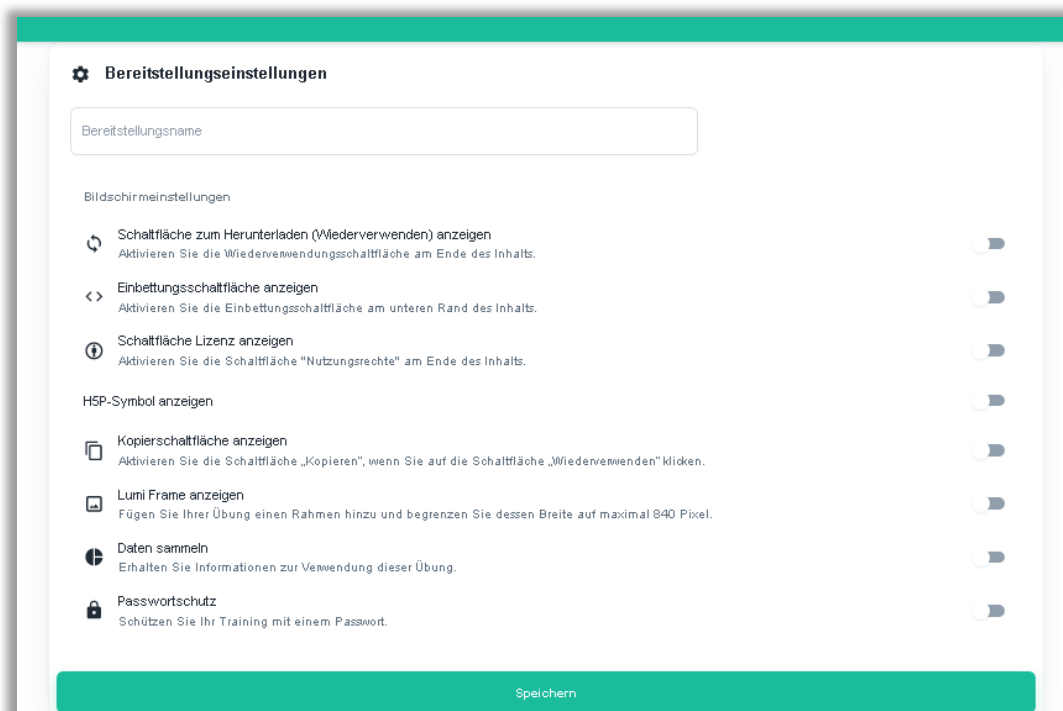 Bereitstellungseinstellungen
Bereitstellungsname
Bildschirmeinstellungen
Schaltfläche zum Herunterladen (Wiederverwenden) anzeigen
Aktivieren Sie die Wiederverwendungsschaltfläche am Ende des Inhalts.
Einbettungsschaltfläche anzeigen
Aktivieren Sie die Einbettungsschaltfläche am unteren Rand des Inhalts.
Schaltfläche Lizenz anzeigen
Aktivieren Sie die Schaltfläche "Nutzungsrechte" am Ende des Inhalts.
H5P-Symbol anzeigen
Kopierschaltfläche anzeigen
Aktivieren Sie die Schaltfläche „Kopieren", wenn Sie auf die Schaltfläche „Wiederverwenden" klicken.
Lumi Frame anzeigen
Fügen Sie Ihrer Übung einen Rahmen hinzu und begrenzen Sie dessen Breite auf maximal 840 Pixel.
Daten sammeln
Erhalten Sie Informationen zur Verwendung dieser Übung.
Passwortschutz
Schützen Sie Ihr Training mit einem Passwort.
Speichern